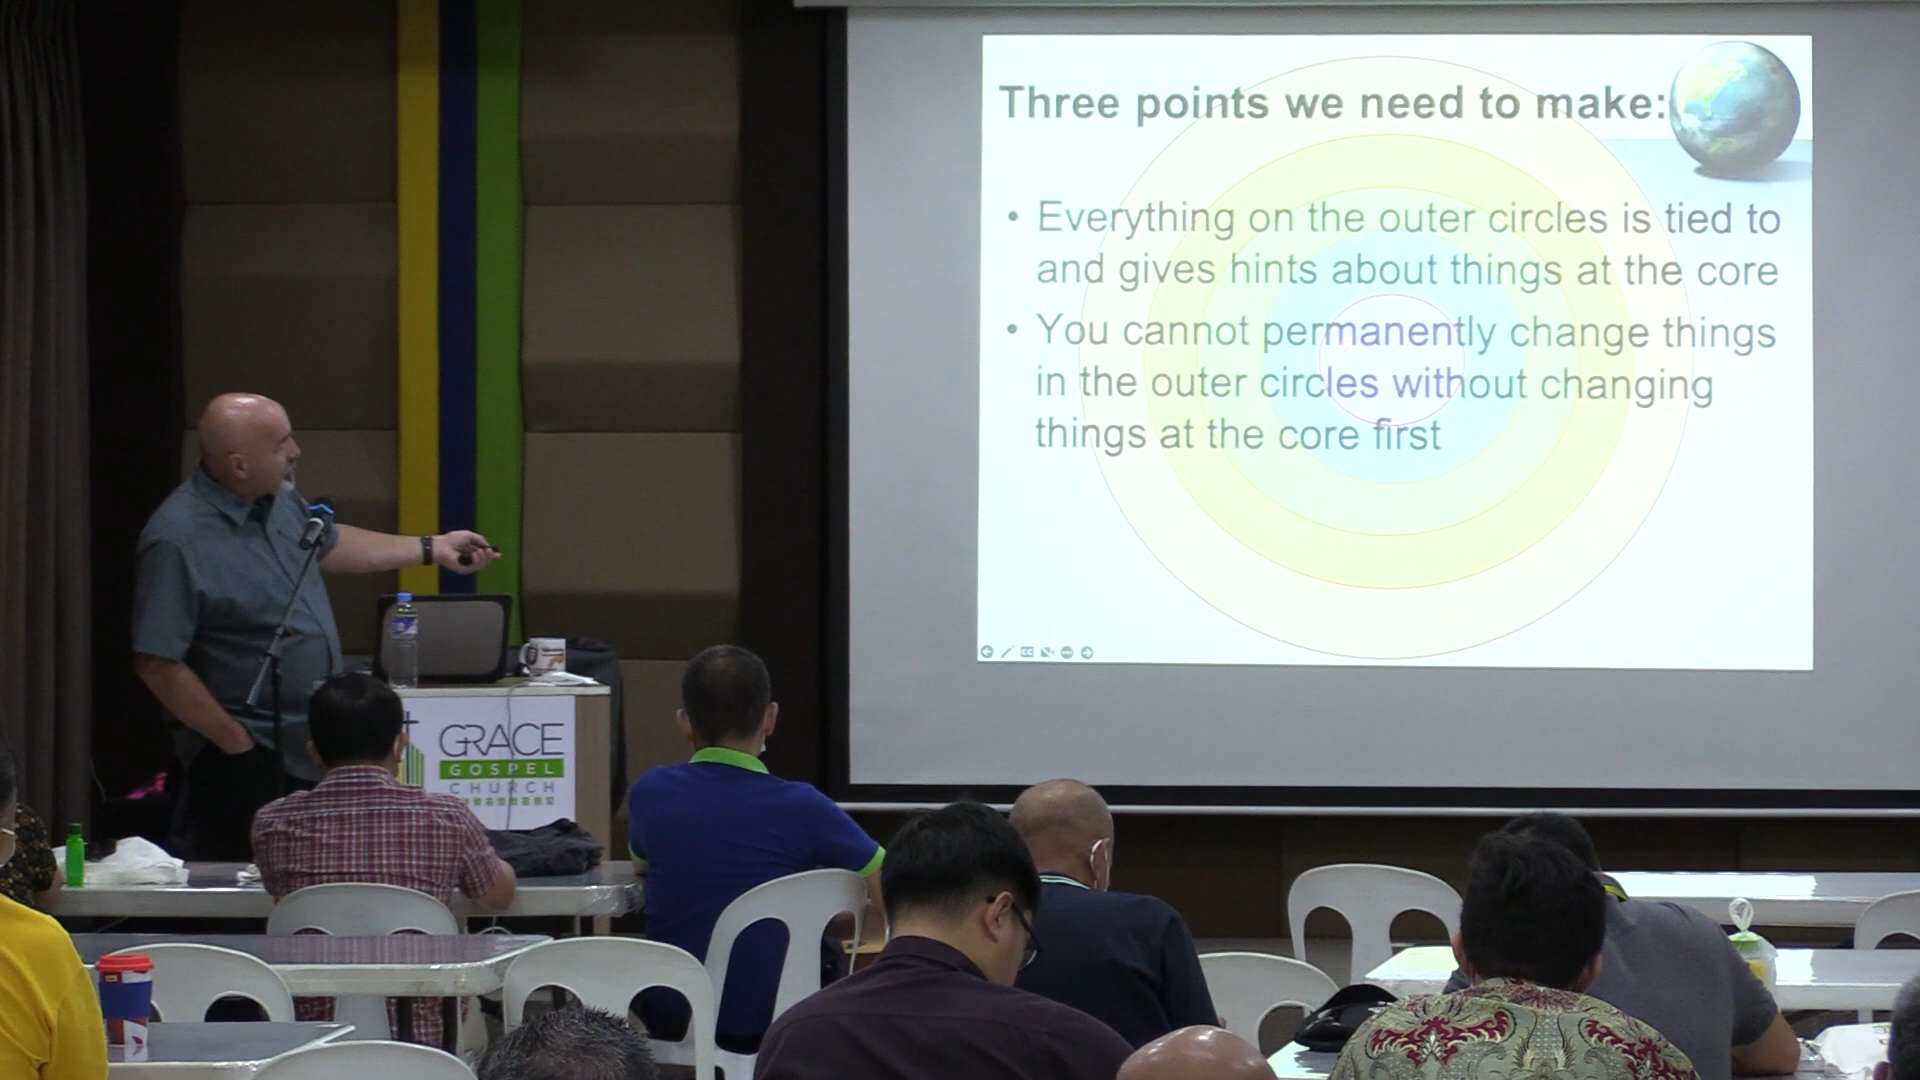 Three points we need to make:
• Everything on the outer circles is tied to
and gives hints about things at the core
• You cannot permanently change things
in the outer circles without changing
things at the core first
GRACE
GOSPEL
CHURCH